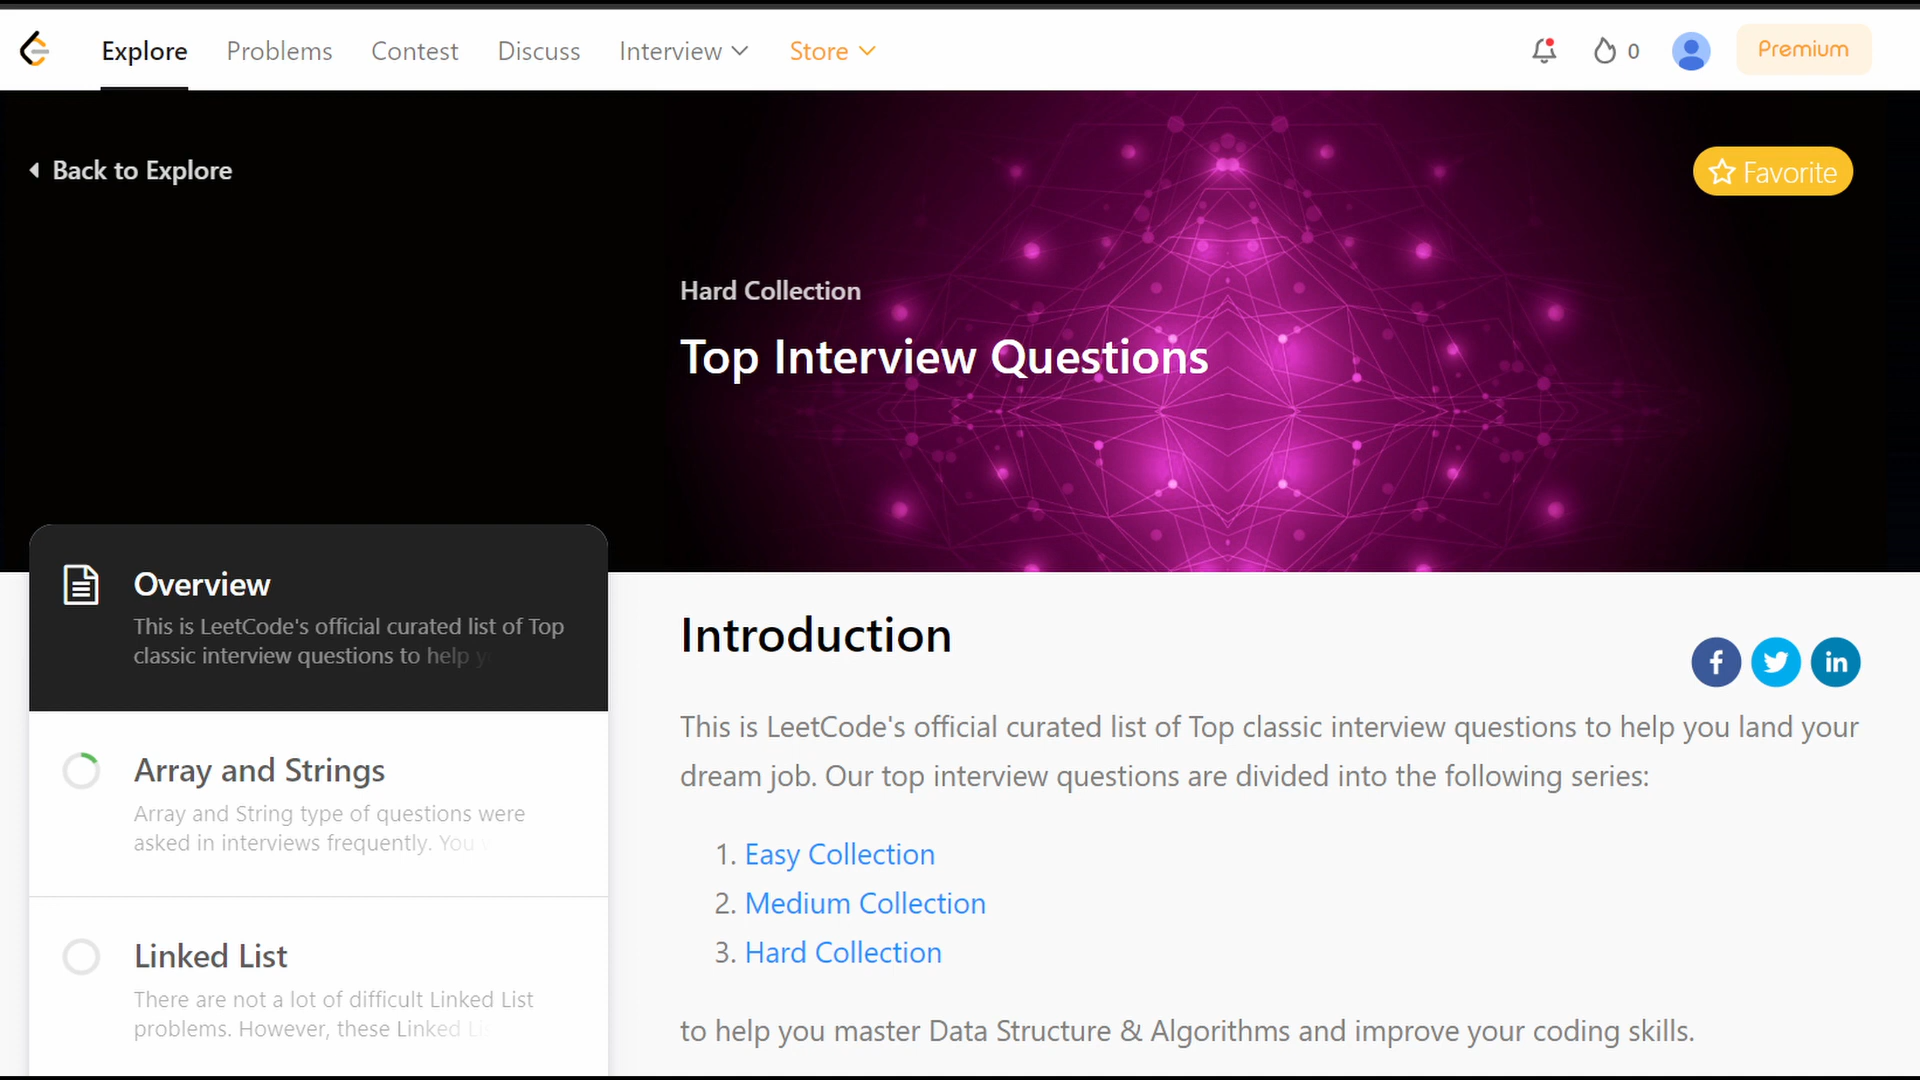 Explore Problems Contest Discuss Interview Store 0 Premium
Back to Explore
Favorite
Hard Collection
Top Interview Questions
Overview
This is LeetCode's official curated list of Top
classic interview questions to help
Array and Strings
Array and String type of questions were
asked in interviews frequently. You
Linked List
There are not a lot of difficult Linked List
problems. However, these Linked
Introduction
This is LeetCode's official curated list of Top classic interview questions to help you land your
dream job. Our top interview questions are divided into the following series:
1. Easy Collection
2. Medium Collection
3. Hard Collection
to help you master Data Structure & Algorithms and improve your coding skills.